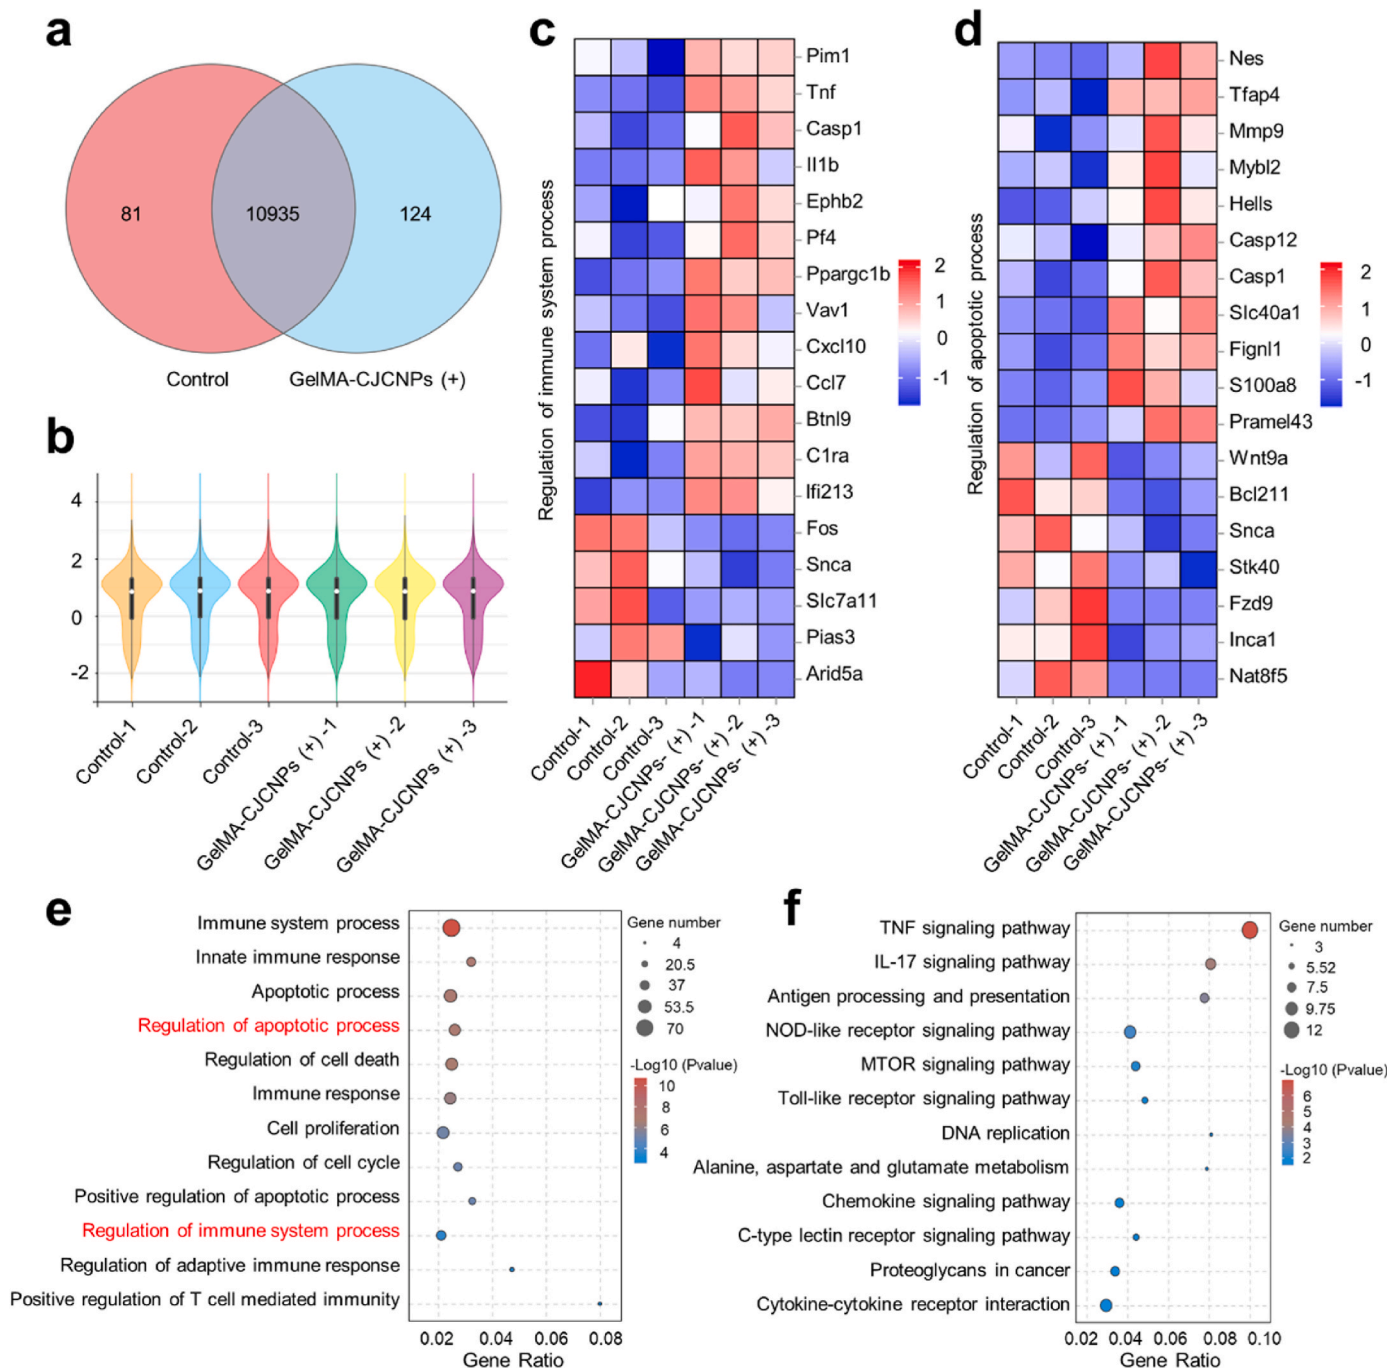 a
81
10935
124
Control
GelMA-CJCNPs (+)
b
4
2
0
-2
Control-1
Control-2
Control-3
GelMA-CJCNPs (+) -1
GelMA-CJCNPs (+) -2
GelMA-CJCNPs (+) -3
c
Regulation of immune system process
Pim1
Tnf
Casp1
Il1b
Ephb2
Pf4
Ppargc1b
Vav1
Cxcl10
Ccl7
Btnl9
C1ra
Ifi213
Fos
Snca
Slc7a11
Pias3
Arid5a
2
1
0
-1
Control-1
Control-2
Control-3
GelMA-CJCNPs- (+) -1
GelMA-CJCNPs- (+) -2
GelMA-CJCNPs- (+) -3
d
Regulation of apoptotic process
Nes
Tfap4
Mmp9
Mybl2
Hells
Casp12
Casp1
Slc40a1
Fignl1
S100a8
Pramel43
Wnt9a
Bcl211
Snca
Stk40
Fzd9
Inca1
Nat8f5
2
1
0
-1
Control-1
Control-2
Control-3
GelMA-CJCNPs- (+) -1
GelMA-CJCNPs- (+) -2
GelMA-CJCNPs- (+) -3
e
Immune system process
Innate immune response
Apoptotic process
Regulation of apoptotic process
Regulation of cell death
Immune response
Cell proliferation
Regulation of cell cycle
Positive regulation of apoptotic process
Regulation of immune system process
Regulation of adaptive immune response
Positive regulation of T cell mediated immunity
0.02 0.04 0.06 0.08
Gene Ratio
Gene number
4
20.5
37
53.5
70
-Log10 (Pvalue)
10
8
6
4
f
TNF signaling pathway
IL-17 signaling pathway
Antigen processing and presentation
NOD-like receptor signaling pathway
MTOR signaling pathway
Toll-like receptor signaling pathway
DNA replication
Alanine, aspartate and glutamate metabolism
Chemokine signaling pathway
C-type lectin receptor signaling pathway
Proteoglycans in cancer
Cytokine-cytokine receptor interaction
0.02 0.04 0.06 0.08 0.10
Gene Ratio
Gene number
3
5.52
7.5
9.75
12
-Log10 (Pvalue)
6
5
4
3
2